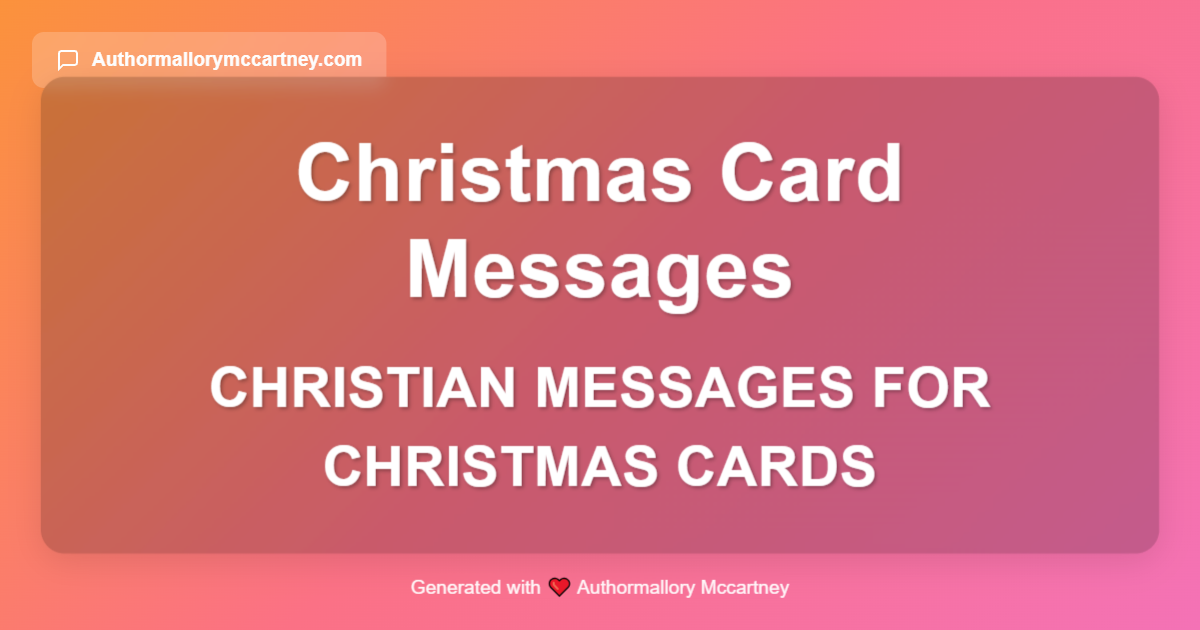 Authormallorymccartney.com
Christmas Card
Messages
CHRISTIAN MESSAGES FOR
CHRISTMAS CARDS
Generated with ❤️ Authormallory Mccartney